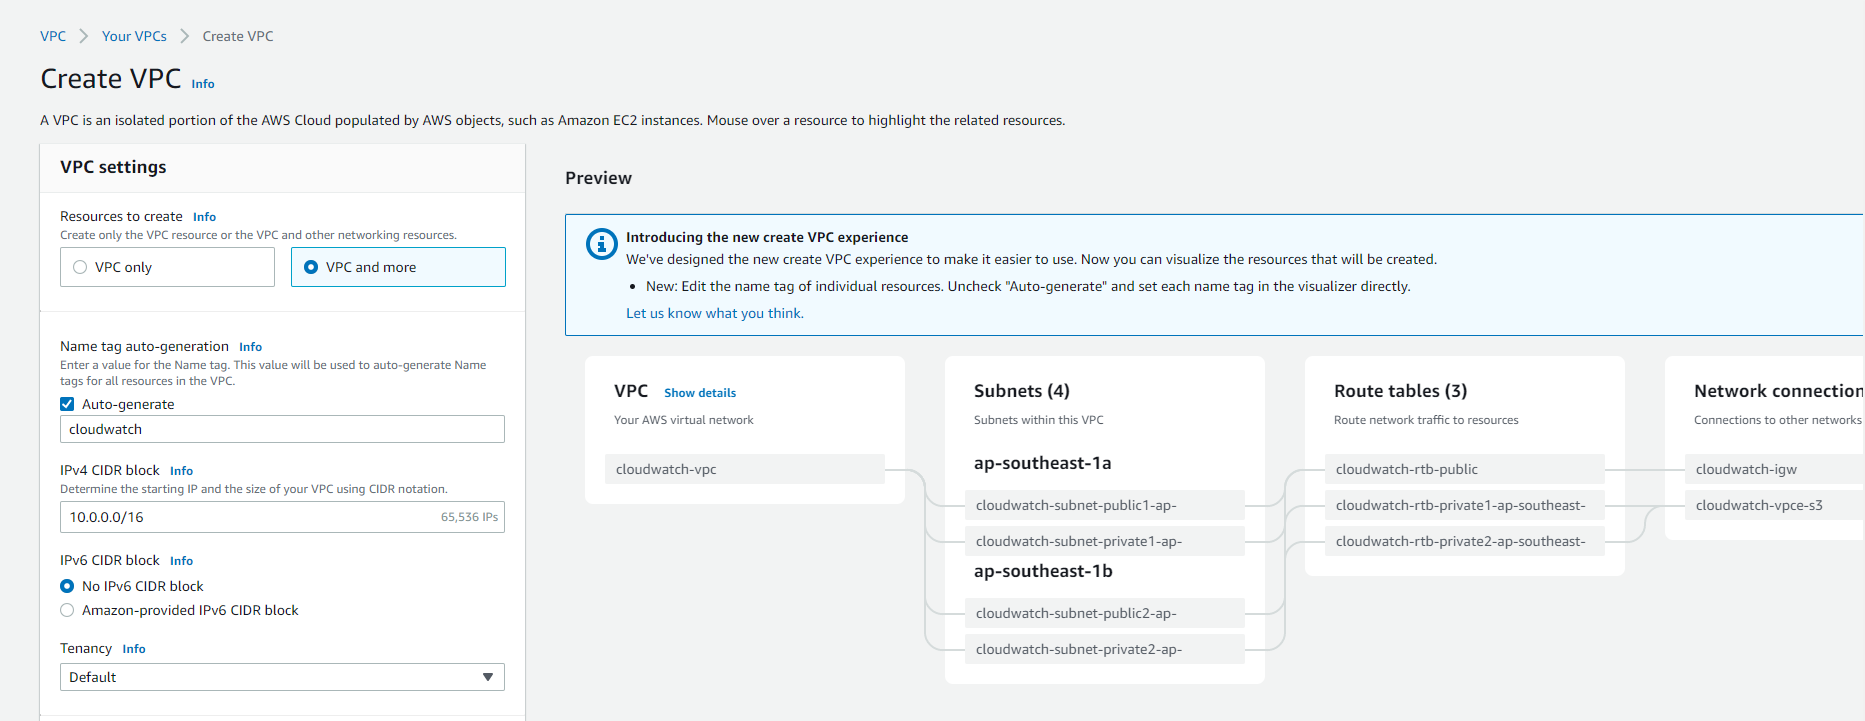 VPC > Your VPCs > Create VPC
Create VPC Info
A VPC is an isolated portion of the AWS Cloud populated by AWS objects, such as Amazon EC2 instances. Mouse over a resource to highlight the related resources.
VPC settings
Resources to create Info
Create only the VPC resource or the VPC and other networking resources.
VPC only
VPC and more
Name tag auto-generation Info
Enter a value for the Name tag. This value will be used to auto-generate Name
tags for all resources in the VPC.
Auto-generate
cloudwatch
IPv4 CIDR block Info
Determine the starting IP and the size of your VPC using CIDR notation.
10.0.0.0/16 65,536 IPs
IPv6 CIDR block Info
No IPv6 CIDR block
Amazon-provided IPv6 CIDR block
Tenancy Info
Default
Preview
Introducing the new create VPC experience
We've designed the new create VPC experience to make it easier to use. Now you can visualize the resources that will be created.
• New: Edit the name tag of individual resources. Uncheck "Auto-generate" and set each name tag in the visualizer directly.
Let us know what you think.
VPC Show details
Your AWS virtual network
cloudwatch-vpc
Subnets (4)
Subnets within this VPC
ap-southeast-1a
cloudwatch-subnet-public1-ap-
cloudwatch-subnet-private1-ap-
ap-southeast-1b
cloudwatch-subnet-public2-ap-
cloudwatch-subnet-private2-ap-
Route tables (3)
Route network traffic to resources
cloudwatch-rtb-public
cloudwatch-rtb-private1-ap-southeast-
cloudwatch-rtb-private2-ap-southeast-
Network connection
Connections to other networks
cloudwatch-igw
cloudwatch-vpce-s3